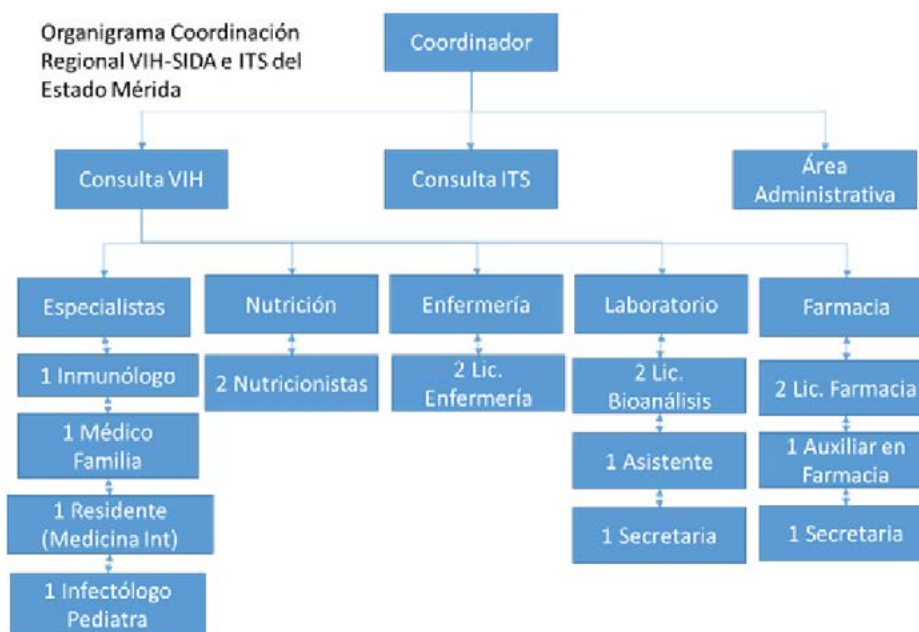 Organigrama Coordinación
Regional VIH-SIDA e ITS del
Estado Mérida
Coordinador
Consulta VIH
Consulta ITS
Área
Administrativa
Especialistas
Nutrición
Enfermería
Laboratorio
Farmacia
1 Inmunólogo
2 Nutricionistas
2 Lic.
Enfermería
2 Lic.
Bioanálisis
2 Lic. Farmacia
1 Médico
Familia
1 Asistente
1 Auxiliar en
Farmacia
1 Residente
(Medicina Int)
1 Secretaria
1 Secretaria
1 Infectólogo
Pediatra